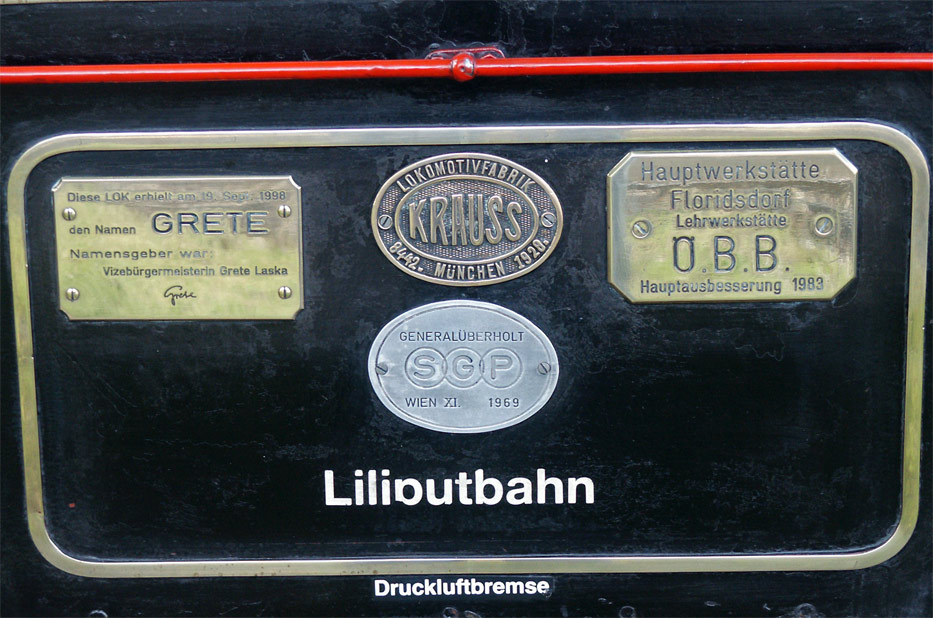 Diese LOK erhielt am 19. Sept. 1998
den Namen GRETE
Namensgeber war:
Vizebürgermeisterin Grete Laska
Grete
LOKOMOTIVFABRIK
KRAUSS
8442. MÜNCHEN 1928.
Hauptwerkstätte
Floridsdorf
Lehrwerkstätte
Ö.B.B.
Hauptausbesserung 1983
GENERALÜBERHOLT
SGP
WIEN XI. 1969
Liliputbahn
Druckluftbremse